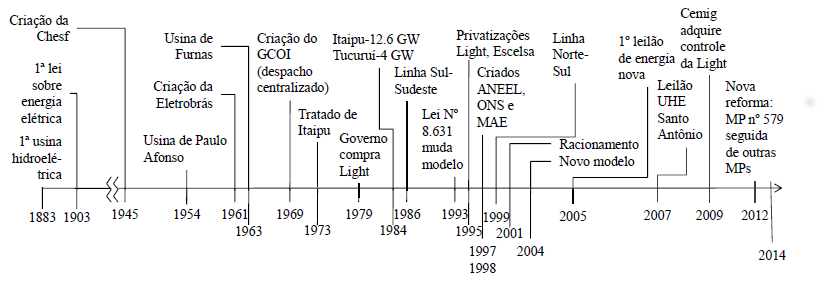 Criação da
Chesf
1ª lei
sobre
energia
elétrica
1ª usina
hidroelé-
trica
Usina de
Furnas
Criação da
Eletrobrás
Usina de Paulo
Afonso
Criação do
GCOI
(despacho
centralizado)
Tratado de
Itaipu
Itaipu-12.6 GW
Tucuruí-4 GW
Governo
compra
Light
Linha Sul-
Sudeste
Lei Nº
8.631
muda
modelo
Privatizações
Light, Escelsa
Criados
ANEEL,
ONS e
MAE
Linha
Norte-
Sul
Racionamento
Novo modelo
1º leilão
de energia
nova
Leilão
UHE
Santo
Antônio
Cemig
adquire
controle
da Light
Nova
reforma:
MP nº 579
seguida
de outras
MPs
1883
1903
1945
1954
1961
1963
1969
1973
1979
1984
1986
1993
1995
1997
1998
1999
2001
2004
2005
2007
2009
2012
2014